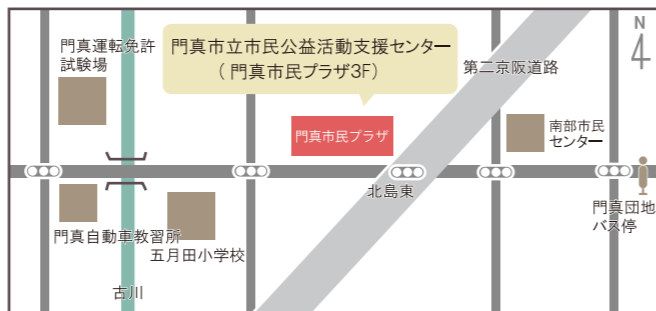 門真運転免許
試験場
門真市立市民公益活動支援センター
（ 門真市民プラザ3F）
第二京阪道路
N
門真市民プラザ
南部市民
センター
北島東
門真団地
バス停
門真自動車教習所
五月田小学校
古川